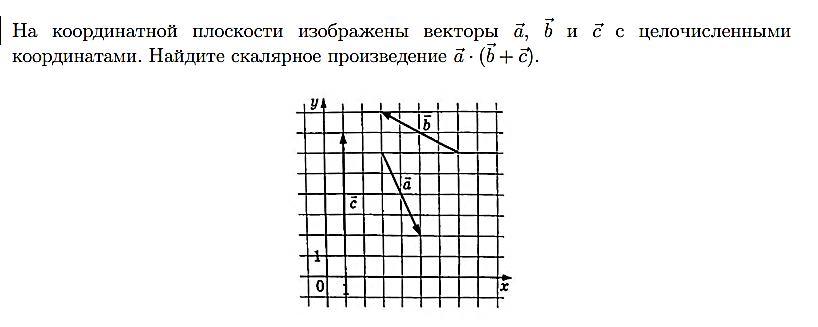 На координатной плоскости изображены векторы a⃗, b⃗ и c⃗ с целочисленными
координатами. Найдите скалярное произведение a⃗ · (b⃗ + c⃗).
y
b⃗
a⃗
c⃗
1
0 1 x